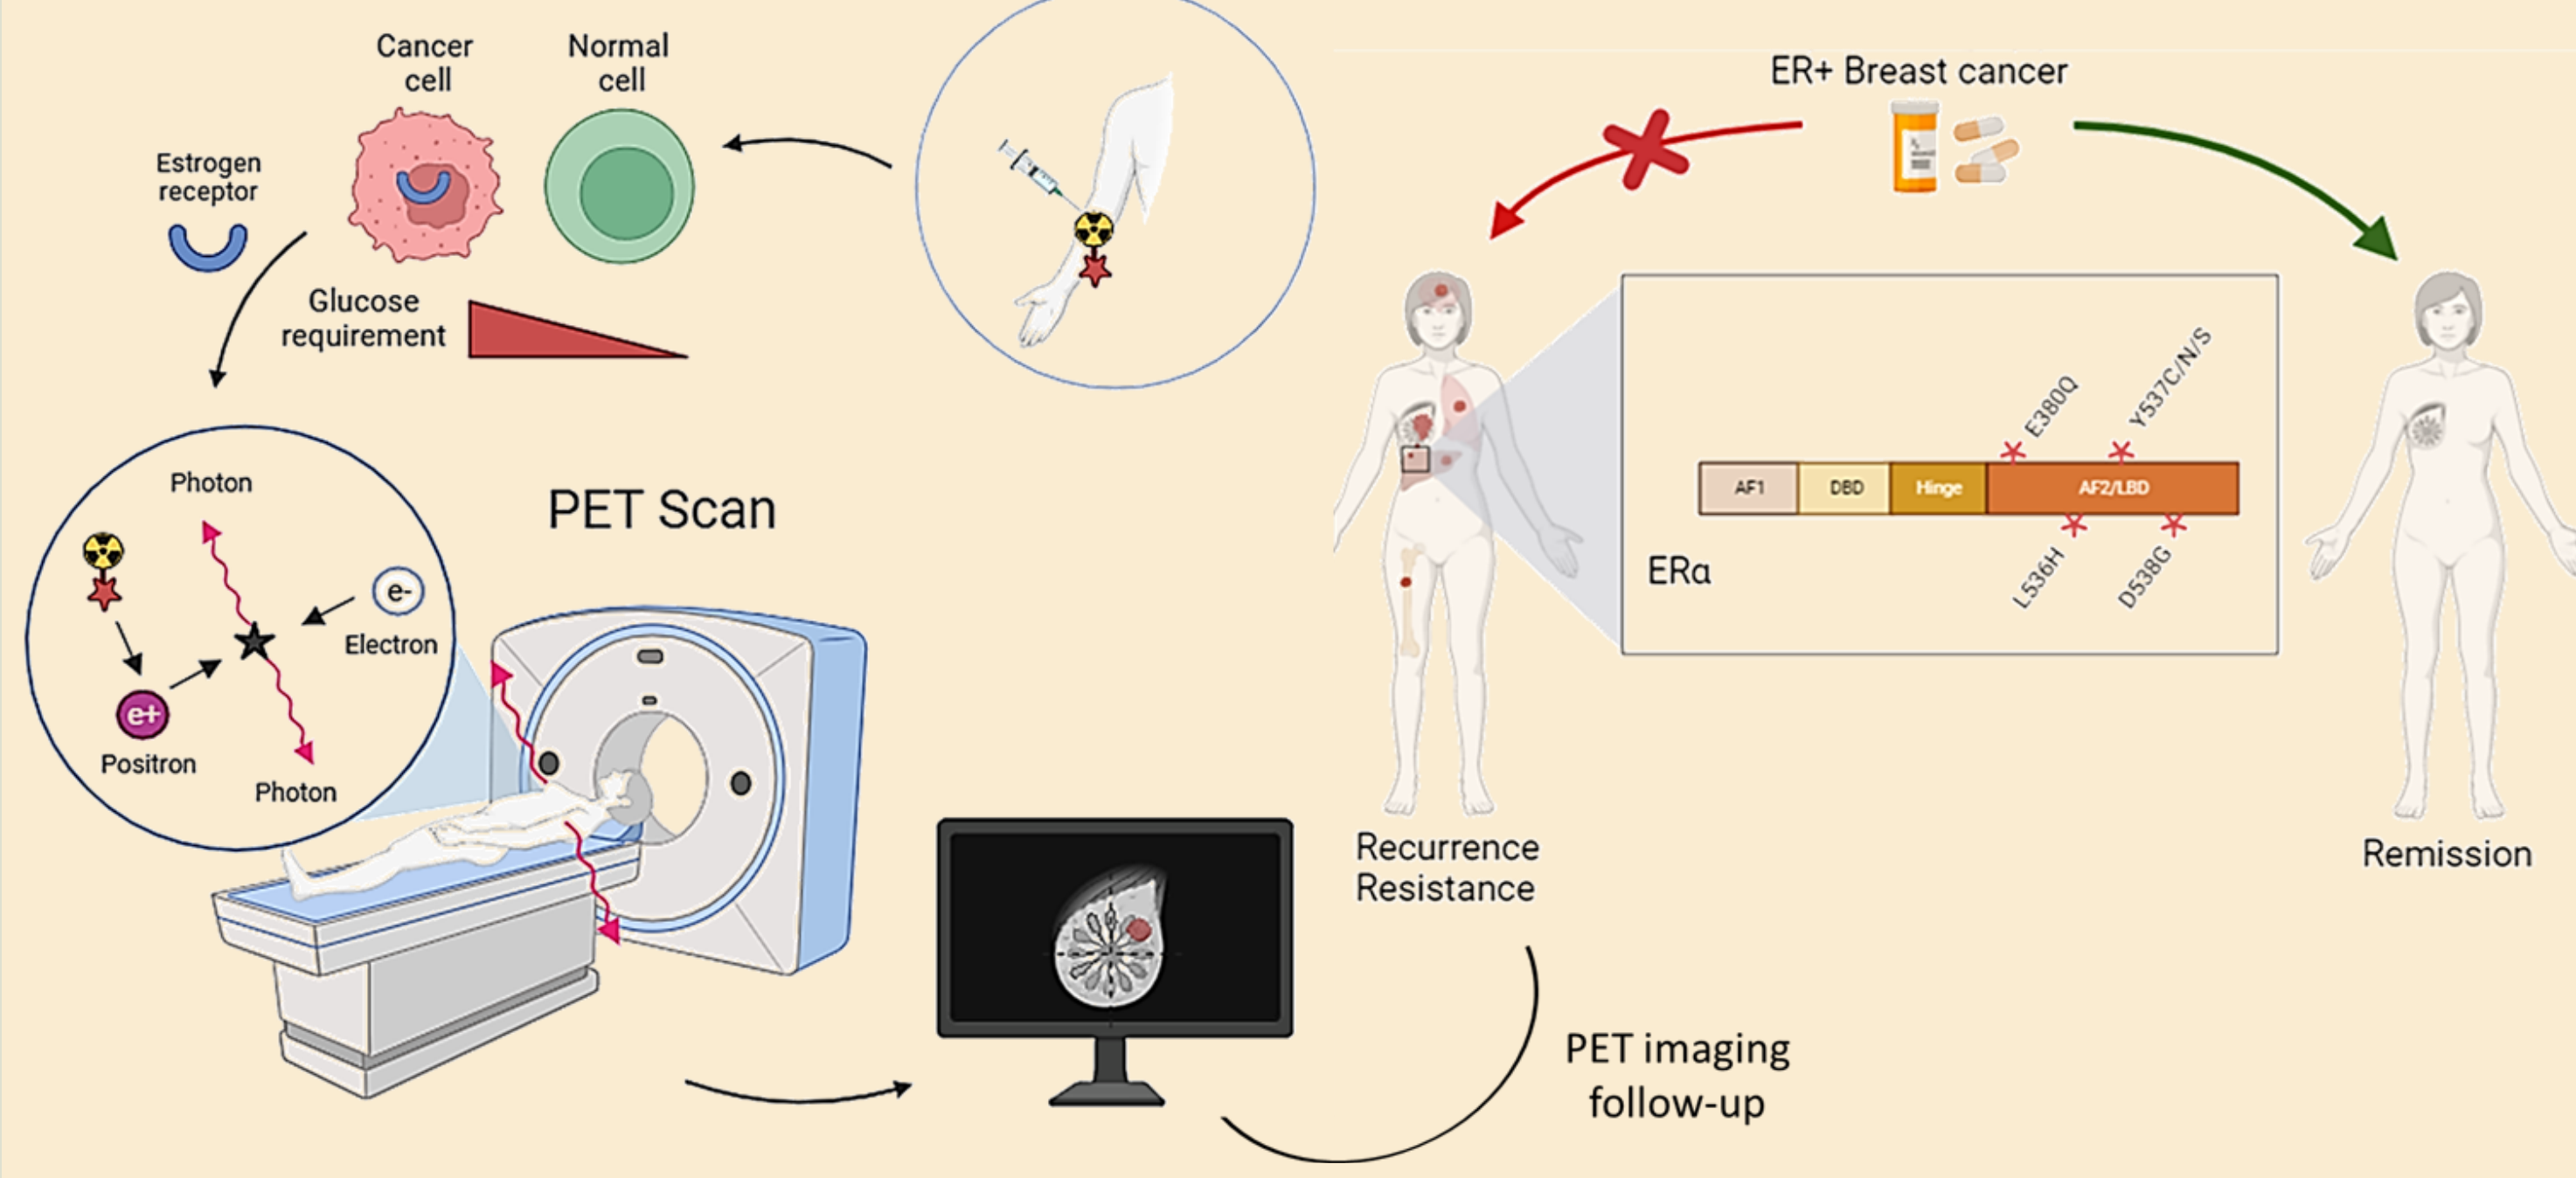 Cancer
cell
Normal
cell
Estrogen
receptor
Glucose
requirement
Photon
e-
Electron
e+
Positron
Photon
PET Scan
ER+ Breast cancer
E380Q
Y537C/N/S
AF1
DBD
Hinge
AF2/LBD
L536H
D538G
ERα
Recurrence
Resistance
Remission
PET imaging
follow-up